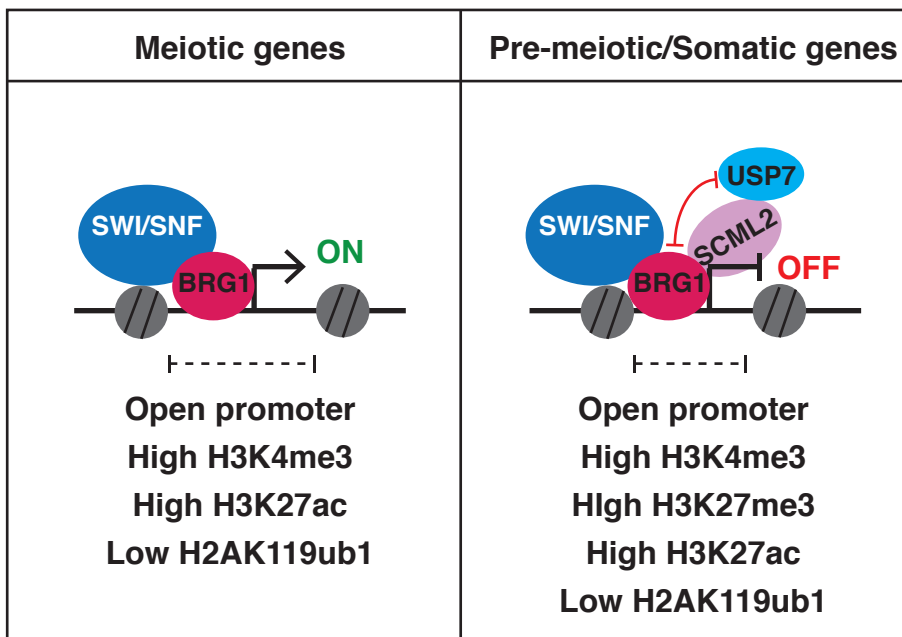 Meiotic genes
Pre-meiotic/Somatic genes
SWI/SNF
BRG1
ON
Open promoter
High H3K4me3
High H3K27ac
Low H2AK119ub1
USP7
SCML2
SWI/SNF
BRG1
OFF
Open promoter
High H3K4me3
HIgh H3K27me3
High H3K27ac
Low H2AK119ub1